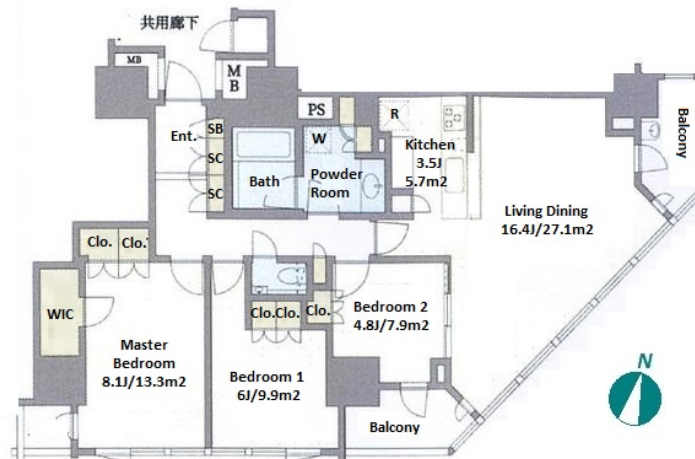 共用廊下
MB
M
B
PS
Ent.
SB
SC
SC
W
R
Kitchen
3.5J
5.7m2
Bath
Powder
Room
Balcony
Living Dining
16.4J/27.1m2
Clo.
Clo.
WIC
Master
Bedroom
8.1J/13.3m2
Clo.
Clo.
Clo.
Bedroom 1
6J/9.9m2
Bedroom 2
4.8J/7.9m2
Balcony
N